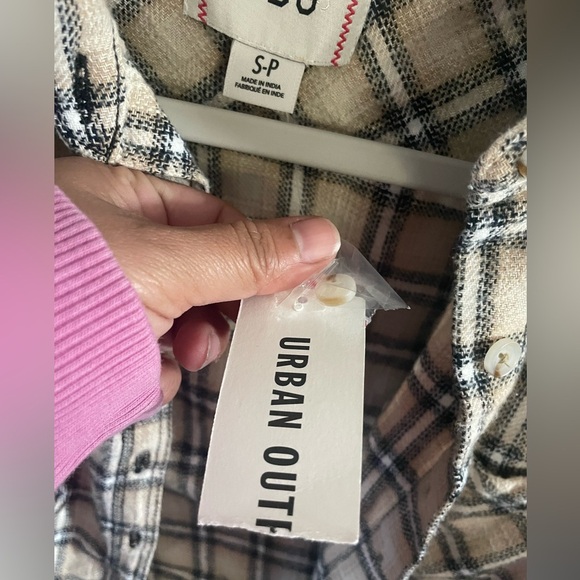 S-P
MADE IN INDIA
FABRIQUÉ EN INDE
URBAN OUTF